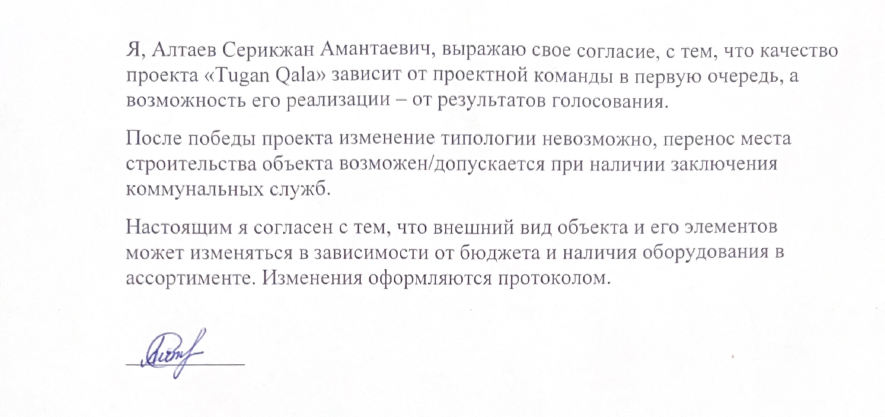 Я, Алтаев Серикжан Амантаевич, выражаю свое согласие, с тем, что качество
проекта «Tugan Qala» зависит от проектной команды в первую очередь, а
возможность его реализации – от результатов голосования.
После победы проекта изменение типологии невозможно, перенос места
строительства объекта возможен/допускается при наличии заключения
коммунальных служб.
Настоящим я согласен с тем, что внешний вид объекта и его элементов
может изменяться в зависимости от бюджета и наличия оборудования в
ассортименте. Изменения оформляются протоколом.